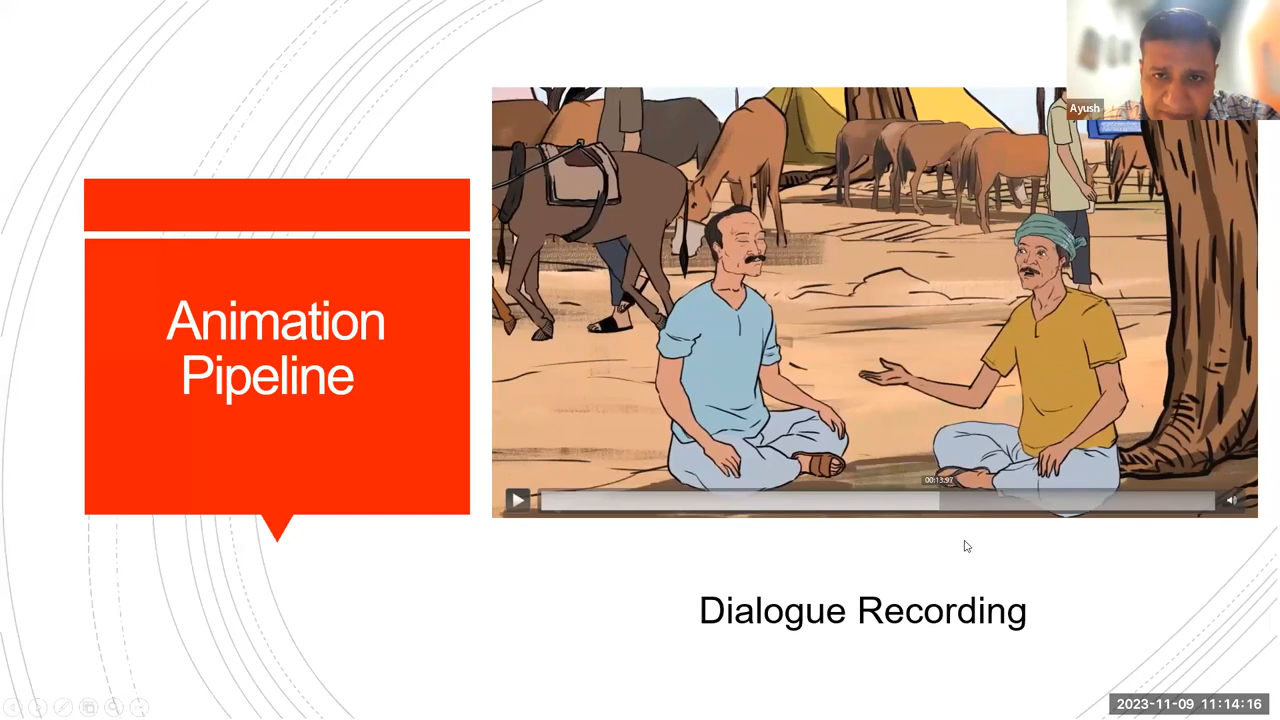 Ayush
Animation
Pipeline
00:13.97
Dialogue Recording
2023-11-09 11:14:16